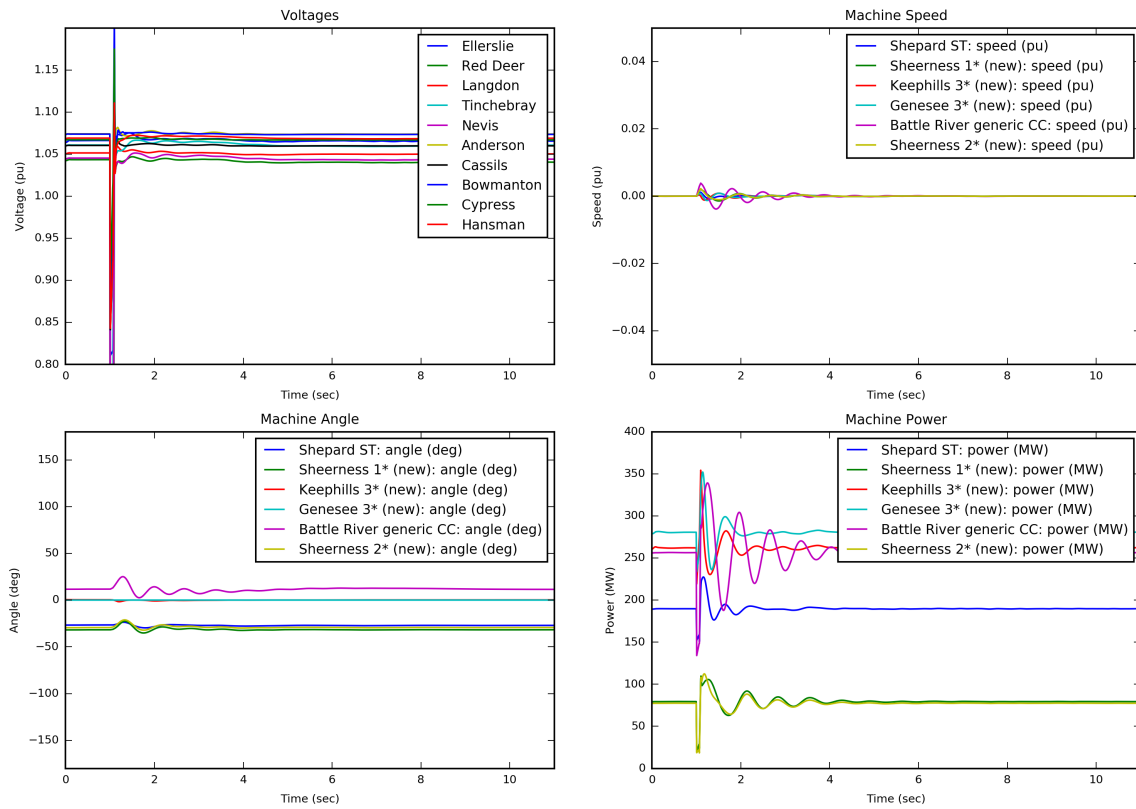 Voltages
Voltage (pu)
1.15
1.10
1.05
1.00
0.95
0.90
0.85
0.80
0 2 4 6 8 10
Time (sec)
Ellerslie
Red Deer
Langdon
Tinchebray
Nevis
Anderson
Cassils
Bowmanton
Cypress
Hansman
Machine Speed
Speed (pu)
0.04
0.02
0.00
−0.02
−0.04
0 2 4 6 8 10
Time (sec)
Shepard ST: speed (pu)
Sheerness 1* (new): speed (pu)
Keephills 3* (new): speed (pu)
Genesee 3* (new): speed (pu)
Battle River generic CC: speed (pu)
Sheerness 2* (new): speed (pu)
Machine Angle
Angle (deg)
150
100
50
0
−50
−100
−150
0 2 4 6 8 10
Time (sec)
Shepard ST: angle (deg)
Sheerness 1* (new): angle (deg)
Keephills 3* (new): angle (deg)
Genesee 3* (new): angle (deg)
Battle River generic CC: angle (deg)
Sheerness 2* (new): angle (deg)
Machine Power
Power (MW)
400
350
300
250
200
150
100
50
0
0 2 4 6 8 10
Time (sec)
Shepard ST: power (MW)
Sheerness 1* (new): power (MW)
Keephills 3* (new): power (MW)
Genesee 3* (new): power (MW)
Battle River generic CC: power (MW)
Sheerness 2* (new): power (MW)